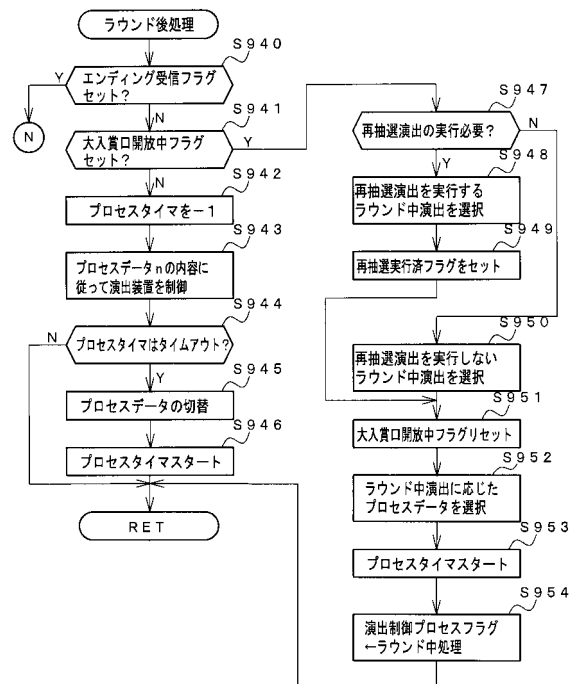 ラウンド後処理
S940
エンディング受信フラグ
セット?
Y
N
N
S941
大入賞口開放中フラグ
セット?
Y
N
S942
プロセスタイマを－1
S943
プロセスデータnの内容に
従って演出装置を制御
S944
プロセスタイマはタイムアウト?
N
Y
S945
プロセスデータの切替
S946
プロセスタイマスタート
RET
S947
再抽選演出の実行必要?
N
Y
S948
再抽選演出を実行する
ラウンド中演出を選択
S949
再抽選実行済フラグをセット
S950
再抽選演出を実行しない
ラウンド中演出を選択
S951
大入賞口開放中フラグリセット
S952
ラウンド中演出に応じた
プロセスデータを選択
S953
プロセスタイマスタート
S954
演出制御プロセスフラグ
←ラウンド中処理